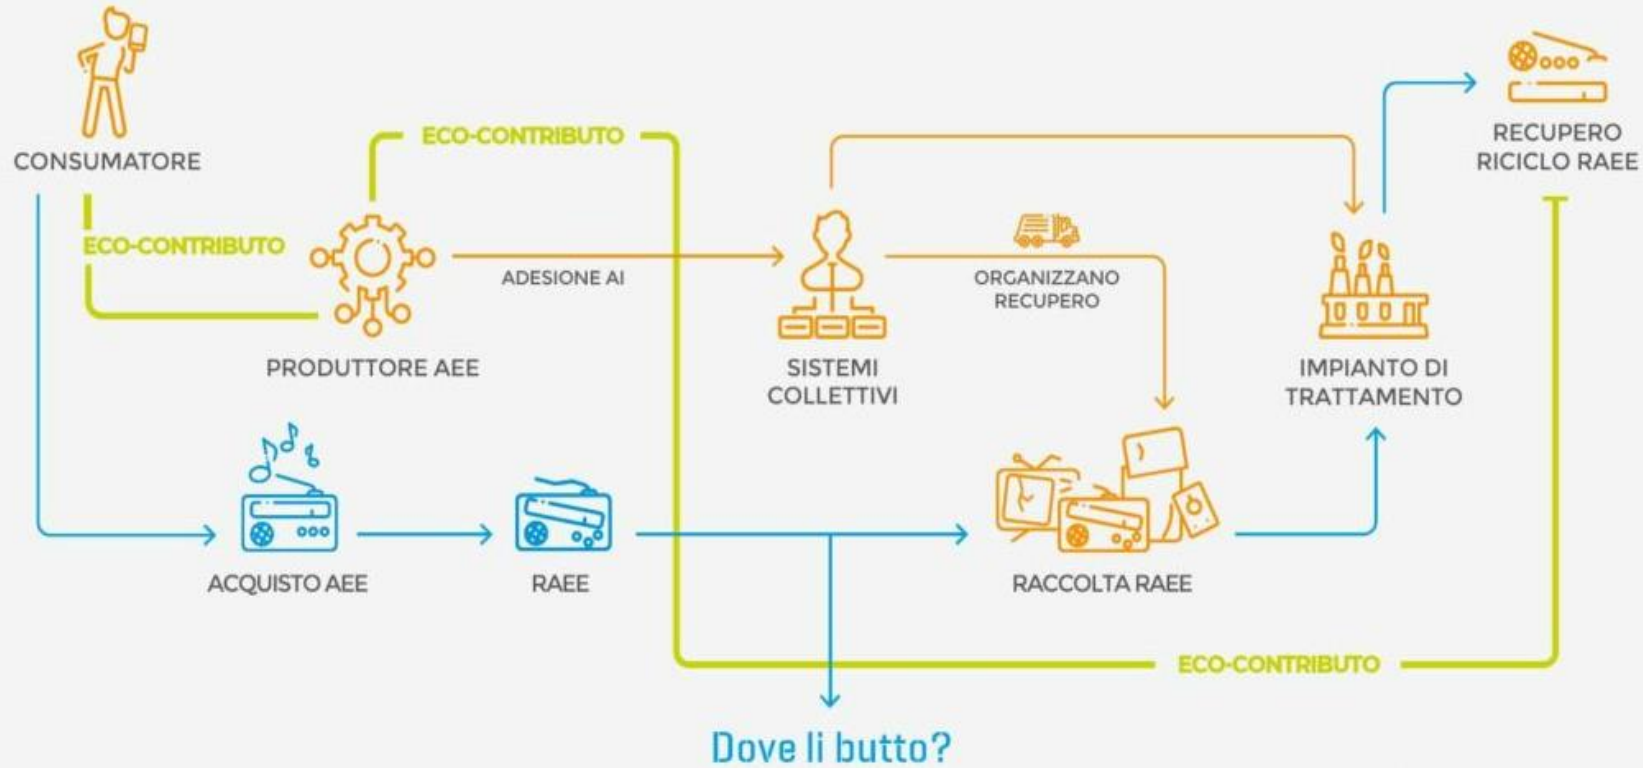 CONSUMATORE
ECO-CONTRIBUTO
ECO-CONTRIBUTO
PRODUTTORE AEE
ADESIONE AI
SISTEMI
COLLETTIVI
ORGANIZZANO
RECUPERO
IMPIANTO DI
TRATTAMENTO
RECUPERO
RICICLO RAEE
ACQUISTO AEE
RAEE
RACCOLTA RAEE
ECO-CONTRIBUTO
Dove li butto?